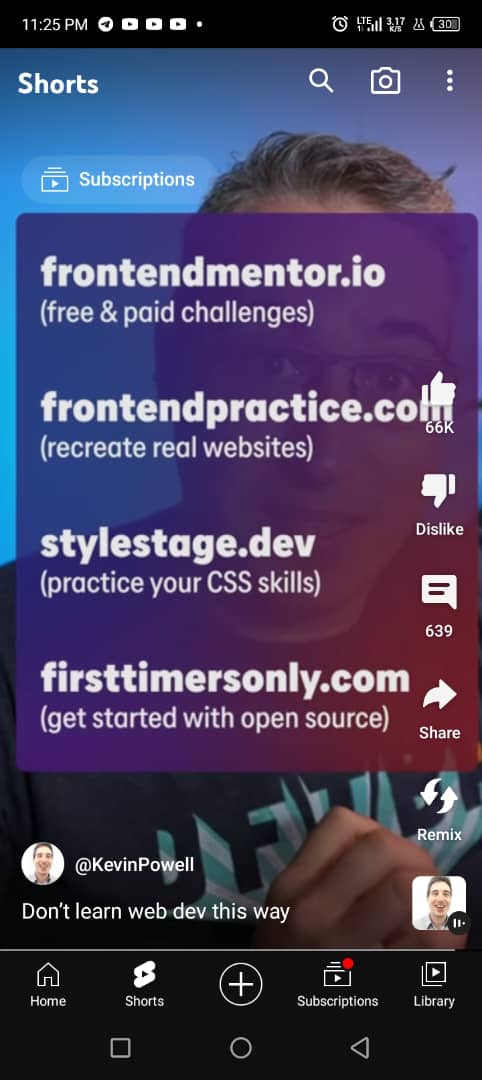 11:25 PM
LTE 3.17
K/S
30
Shorts
Subscriptions
frontendmentor.io
(free & paid challenges)
frontendpractice.com
(recreate real websites)
66K
stylestage.dev
(practice your CSS skills)
Dislike
639
firsttimersonly.com
(get started with open source)
Share
Remix
@KevinPowell
Don't learn web dev this way
Home
Shorts
Subscriptions
Library